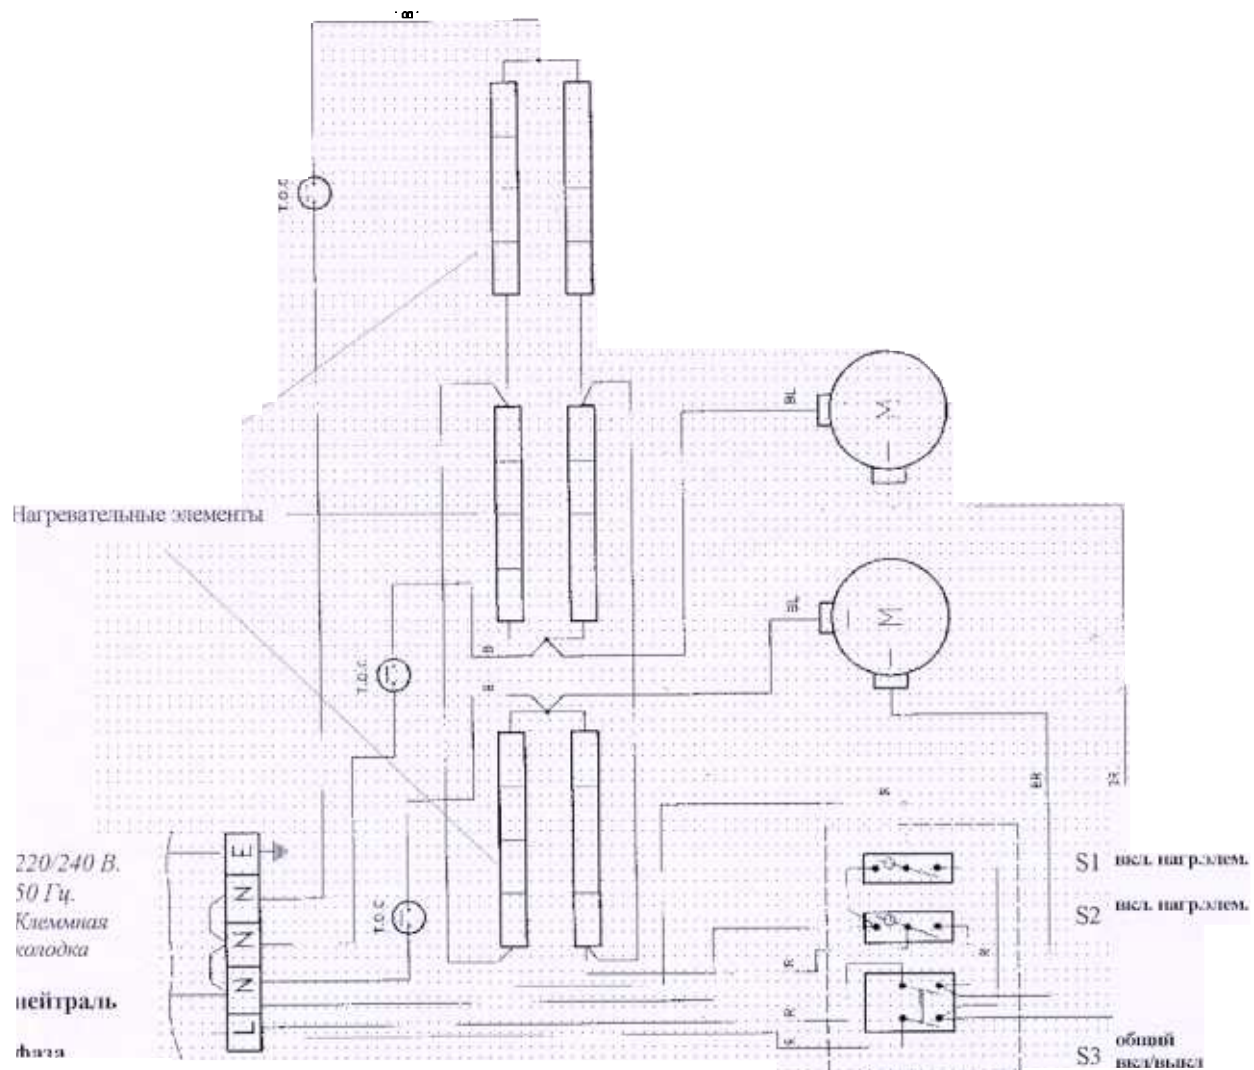 T.O.C
BL
M
Нагревательные элементы
BL
M
B
T.O.C
B
BR
R
E
N
N
N
L
220/240 В.
50 Гц.
Клеммная
колодка
нейтраль
фаза
T.O.C
S1 вкл. нагр.элем.
S2 вкл. нагр.элем.
R
R
R
S3 общий
вкл/выкл